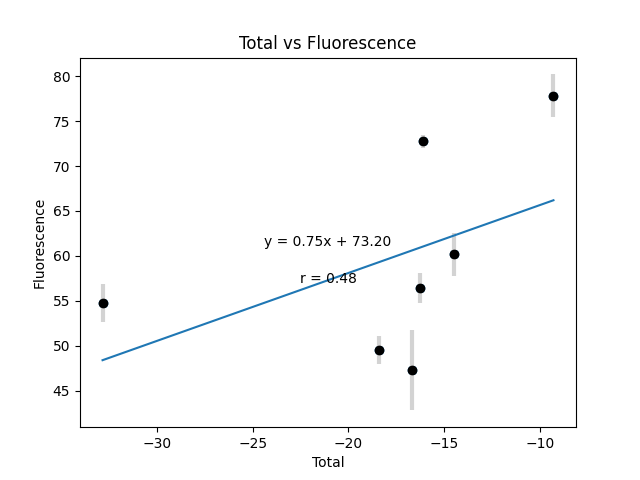 Total vs Fluorescence
80
75
70
65
60
55
50
45
Fluorescence
y = 0.75x + 73.20
r = 0.48
−30
−25
−20
−15
−10
Total